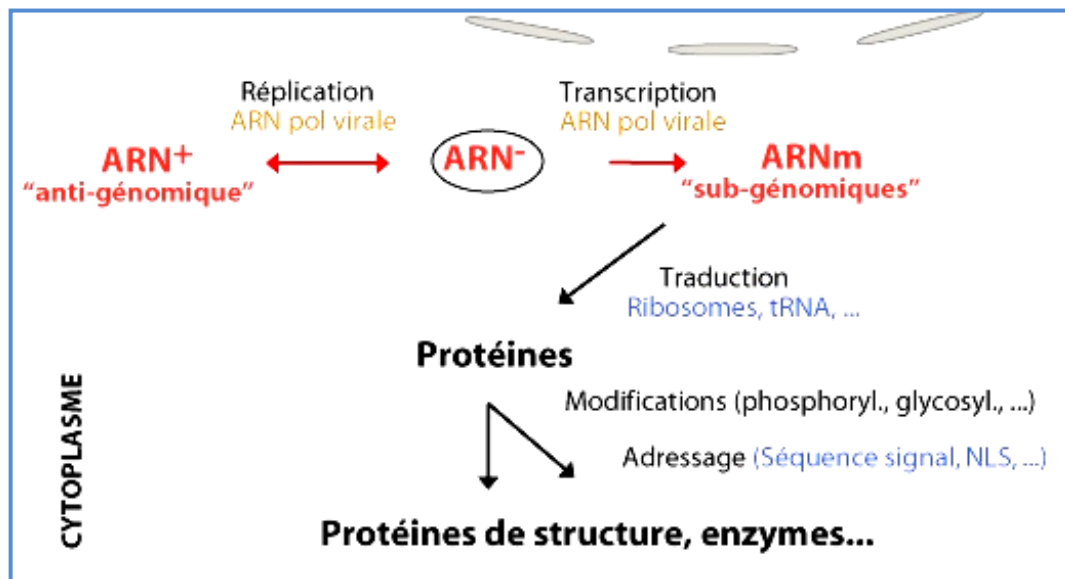 Réplication
ARN pol virale
Transcription
ARN pol virale
ARN+
"anti-génomique"
ARN-
ARNm
"sub-génomiques"
Traduction
Ribosomes, tRNA, ...
Protéines
Modifications (phosphoryl., glycosyl., ...)
Adressage (Séquence signal, NLS, ...)
CYTOPLASME
Protéines de structure, enzymes...